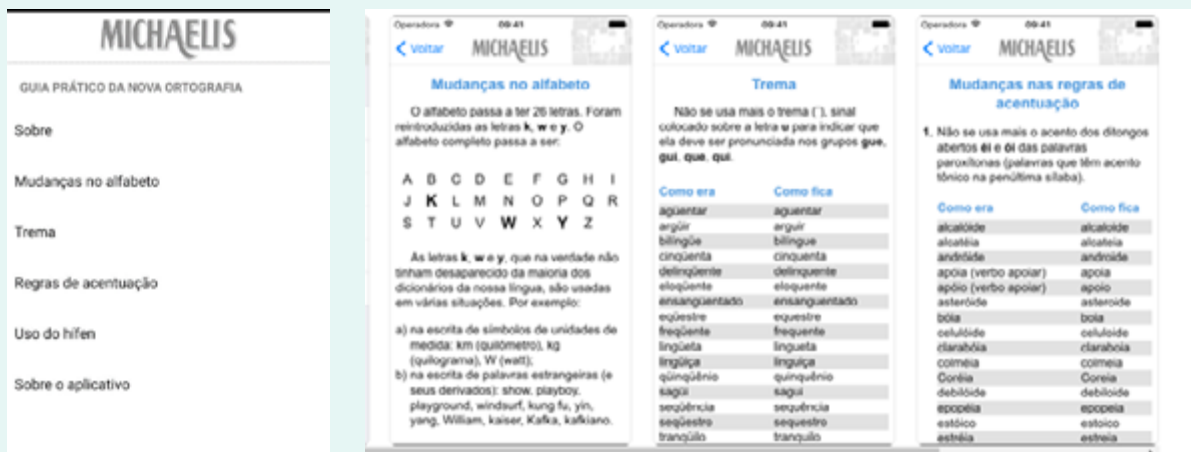 MICHAELIS
GUIA PRÁTICO DA NOVA ORTOGRAFIA
Sobre
Mudanças no alfabeto
Trema
Regras de acentuação
Uso do hífen
Sobre o aplicativo
Operadora 09:41
Voltar MICHAELIS
Mudanças no alfabeto
O alfabeto passa a ter 26 letras. Foram
reintroduzidas as letras k, w e y. O
alfabeto completo passa a ser:
A B C D E F G H I
J K L M N O P Q R
S T U V W X Y Z
As letras k, w e y, que na verdade não
tinham desaparecido da maioria dos
dicionários da nossa língua, são usadas
em várias situações. Por exemplo:
a) na escrita de símbolos de unidades de
medida: km (quilômetro), kg
(quilograma), W (watt);
b) na escrita de palavras estrangeiras (e
seus derivados): show, playboy,
playground, windsurf, kung fu, yin,
yang, William, kaiser, Kafka, kafkiano.
Operadora 09:41
Voltar MICHAELIS
Trema
Não se usa mais o trema (¨), sinal
colocado sobre a letra u para indicar que
ela deve ser pronunciada nos grupos gue,
gui, que, qui.
Como era Como fica
agüentar aguentar
argüir arguir
bilíngüe bilíngue
cinqüenta cinquenta
delinqüente delinquente
eloqüente eloquente
ensangüentado ensanguentado
eqüestre equestre
freqüente frequente
lingüeta lingueta
lingüiça linguiça
qüinqüênio quinquênio
sagüi sagui
seqüência sequência
seqüestro sequestro
tranqüilo tranquilo
Operadora 09:41
Voltar MICHAELIS
Mudanças nas regras de
acentuação
1. Não se usa mais o acento dos ditongos
abertos éi e ói das palavras
paroxítonas (palavras que têm acento
tônico na penúltima sílaba).
Como era Como fica
alcalóide alcaloide
alcatéia alcateia
andróide androide
apóia (verbo apoiar) apoia
apóio (verbo apoiar) apoio
asteróide asteroide
bóia boia
celulóide celuloide
clarabóia claraboia
colméia colmeia
Coréia Coreia
debilóide debiloide
epopéia epopeia
estóico estoico
estréia estreia